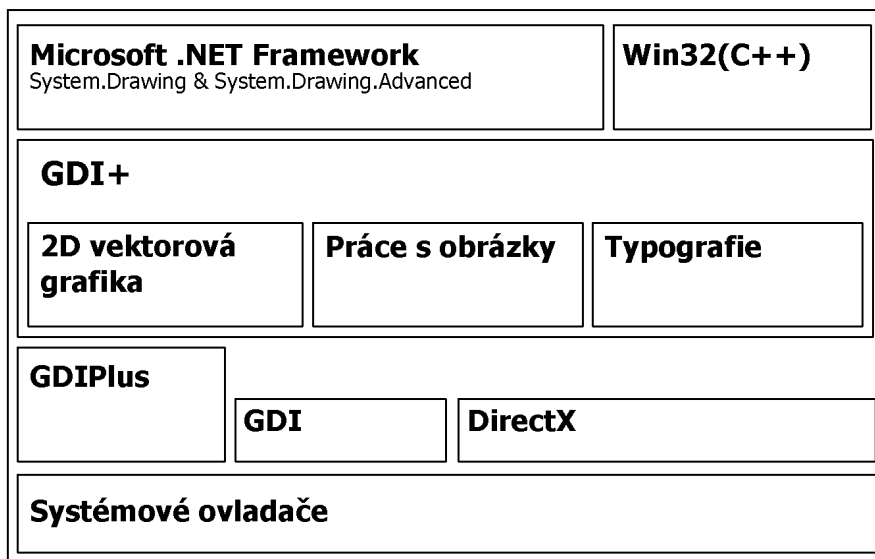 Microsoft .NET Framework
System.Drawing & System.Drawing.Advanced
Win32(C++)
GDI+
2D vektorová
grafika
Práce s obrázky
Typografie
GDIPlus
GDI
DirectX
Systémové ovladače